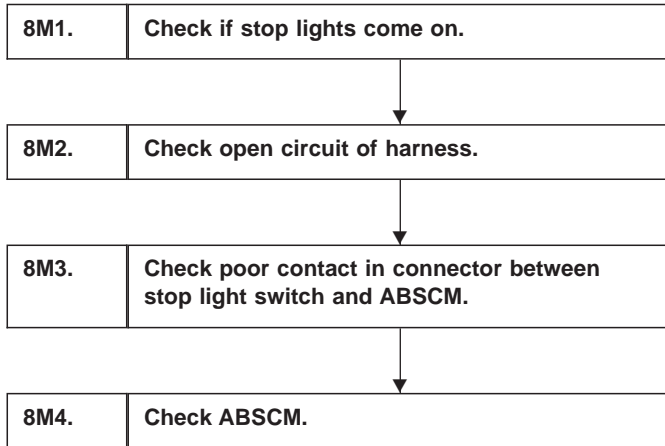 8M1. Check if stop lights come on.
8M2. Check open circuit of harness.
8M3. Check poor contact in connector between
stop light switch and ABSCM.
8M4. Check ABSCM.